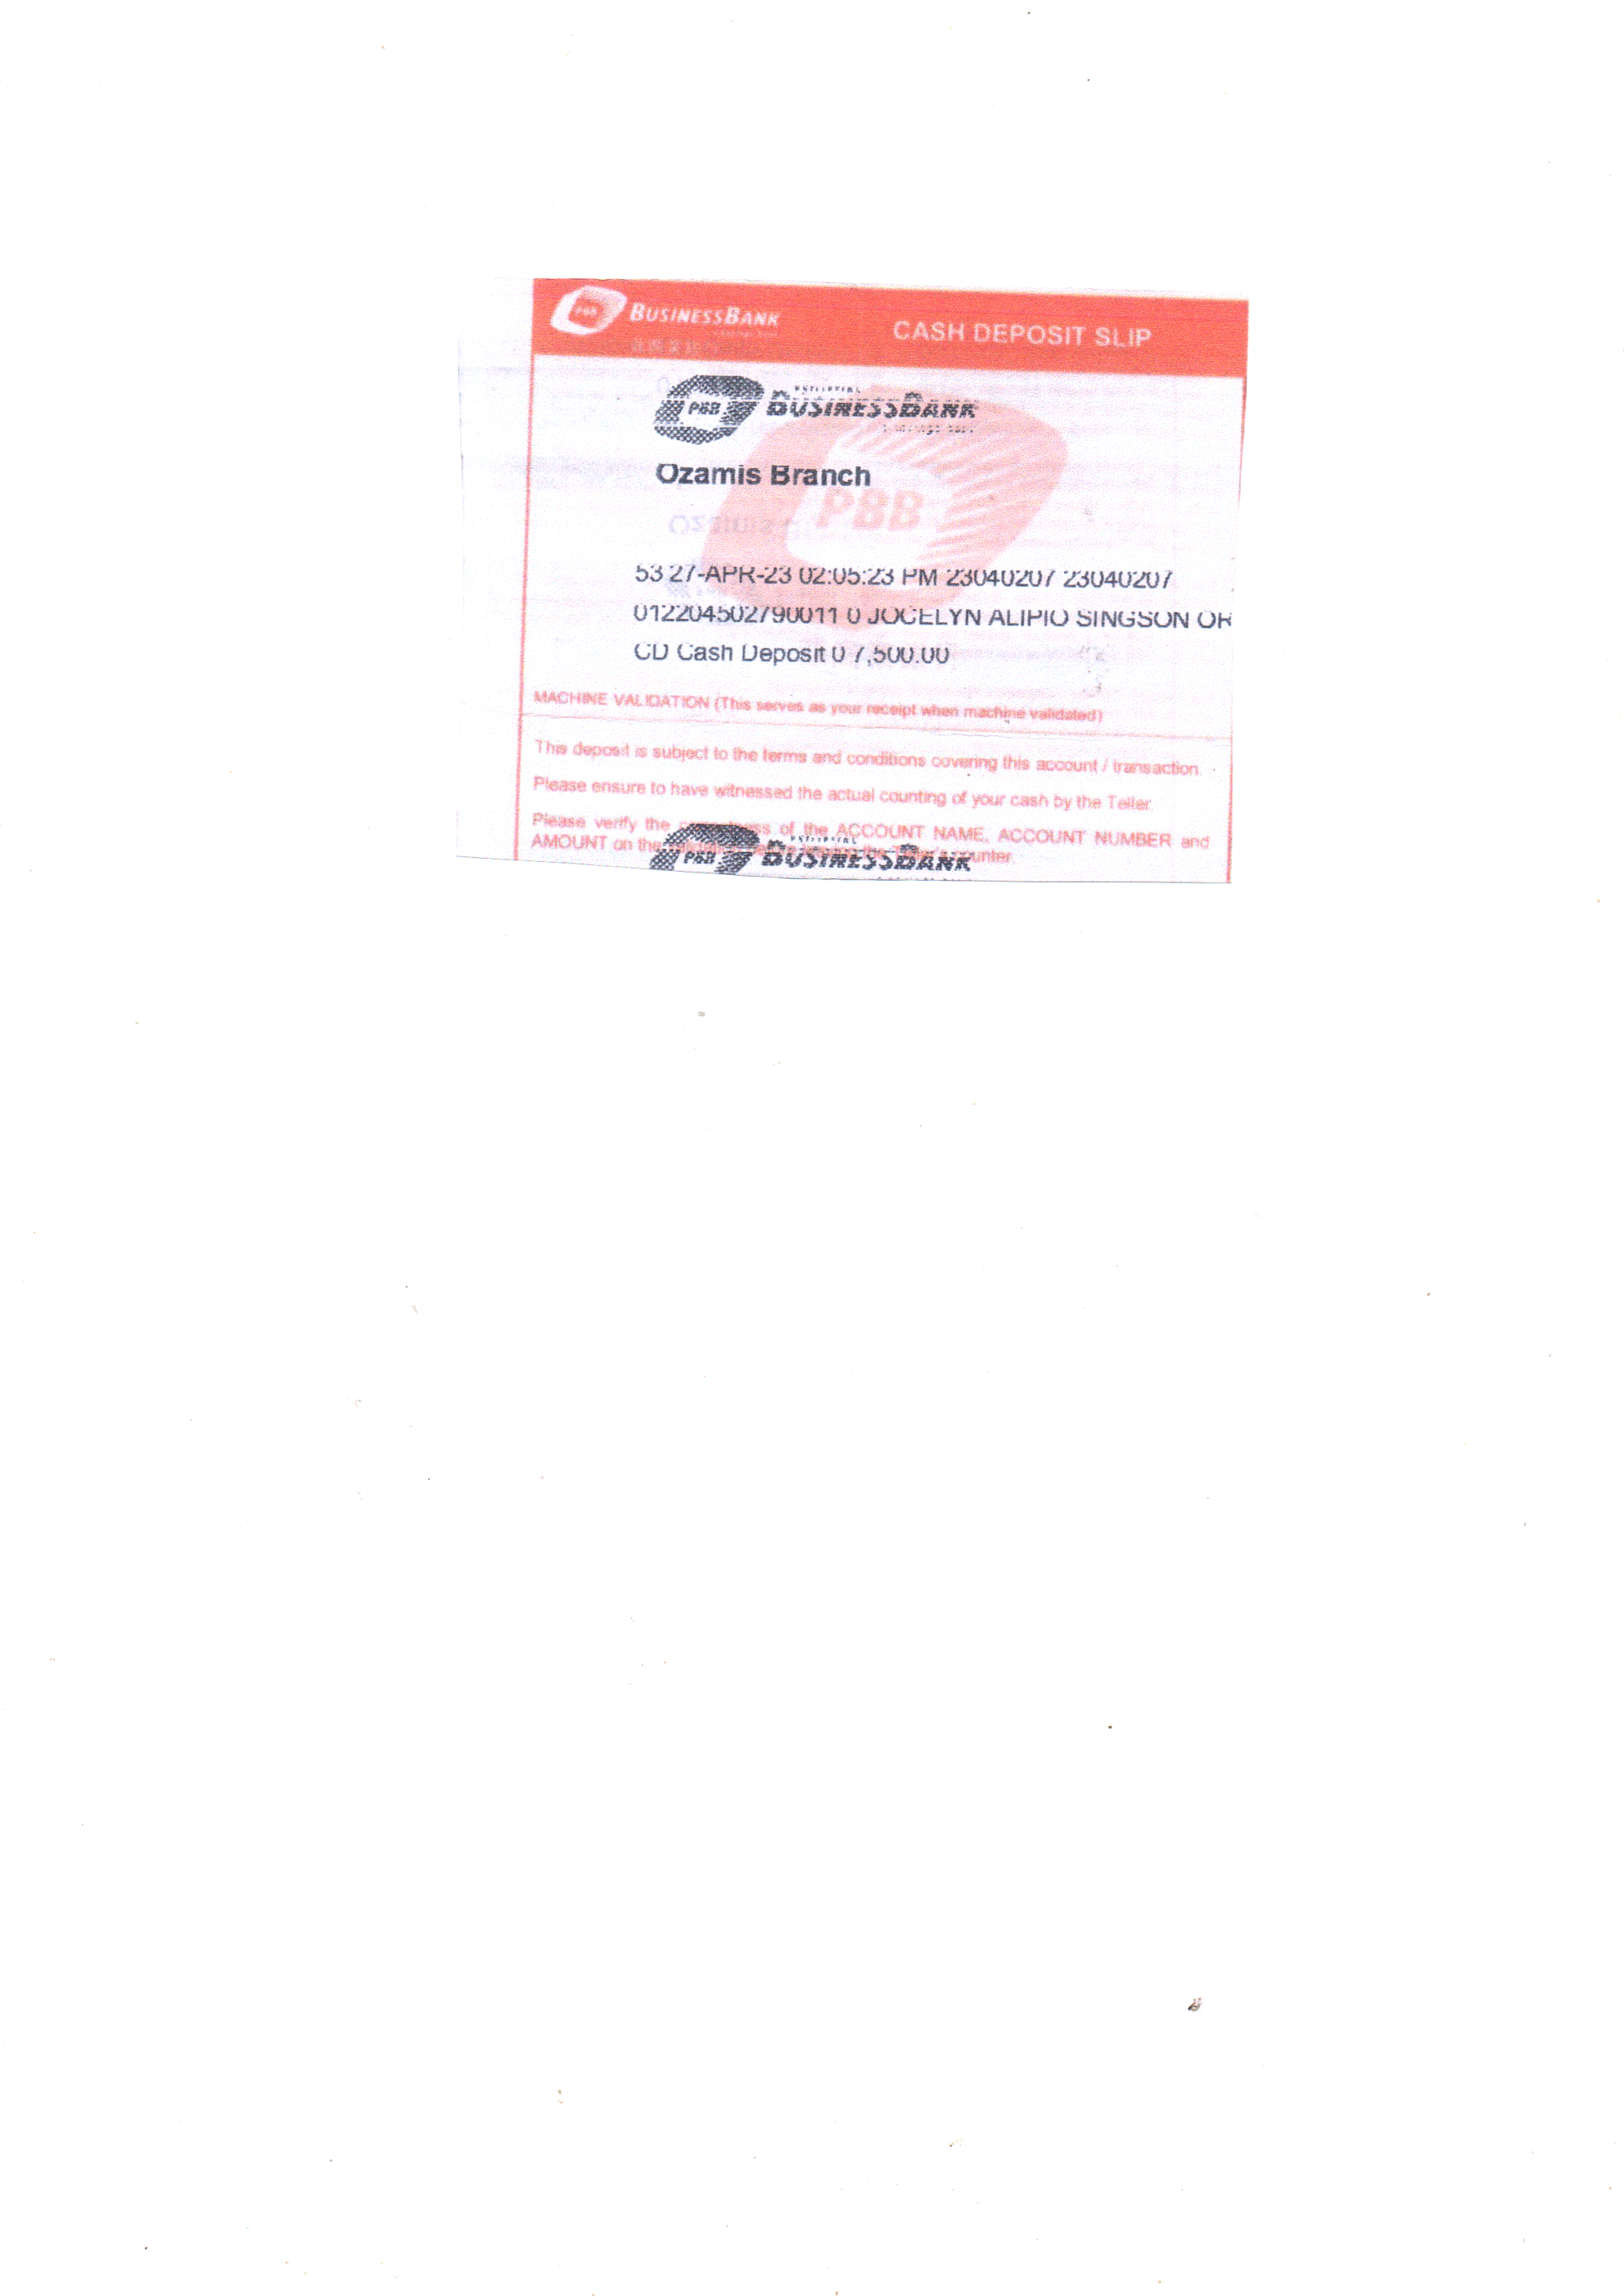 PBB BUSINESSBANK
CASH DEPOSIT SLIP
PBB BUSINESSBANK
Ozamis Branch
PBB
53 27-APR-23 02:05:23 PM 23040207 23040207
012204502790011 0 JOCELYN ALIPIO SINGSON OR
CD Cash Deposit 0 7,500.00
MACHINE VALIDATION (This serves as your receipt when machine validated)
This deposit is subject to the terms and conditions covering this account / transaction.
Please ensure to have witnessed the actual counting of your cash by the Teller.
Please verify the of the ACCOUNT NAME, ACCOUNT NUMBER and
AMOUNT on the the Teller's counter.
PBB BUSINESSBANK